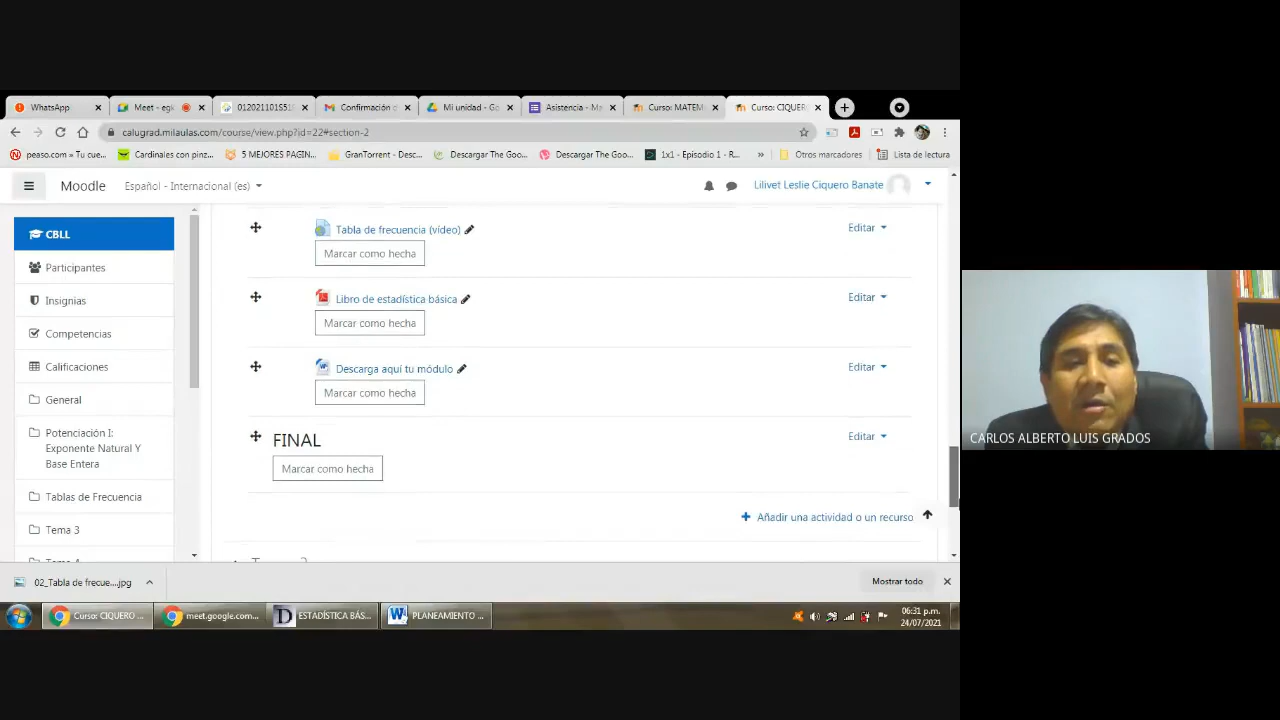 WhatsApp
Meet - egk
012021101S51
Confirmación d
Mi unidad - Go
Asistencia - Ma
Curso: MATEM
Curso: CIQUER
calugrad.milaulas.com/course/view.php?id=22#section-2
peaso.com » Tu cue...
Cardinales con pinz...
5 MEJORES PAGIN...
GranTorrent - Desc...
Descargar The Goo...
Descargar The Goo...
1x1 - Episodio 1 - R...
»
Otros marcadores
Lista de lectura
Moodle
Español - Internacional (es)
Lilivet Leslie Ciquero Banate
CBLL
Participantes
Insignias
Competencias
Calificaciones
General
Potenciación I:
Exponente Natural Y
Base Entera
Tablas de Frecuencia
Tema 3
Tabla de frecuencia (vídeo)
Editar
Marcar como hecha
Libro de estadística básica
Editar
Marcar como hecha
Descarga aquí tu módulo
Editar
Marcar como hecha
FINAL
Editar
Marcar como hecha
Añadir una actividad o un recurso
CARLOS ALBERTO LUIS GRADOS
02_Tabla de frecue....jpg
Mostrar todo
Curso: CIQUERO ...
meet.google.com...
ESTADÍSTICA BÁS...
PLANEAMIENTO ...
06:31 p.m.
24/07/2021